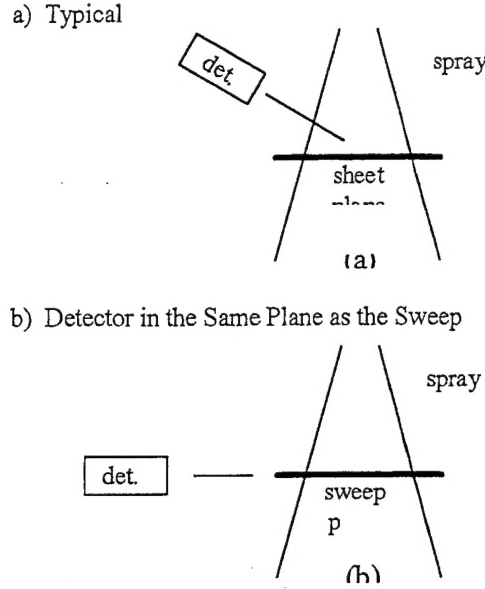 a) Typical
det.
spray
sheet
(a)
b) Detector in the Same Plane as the Sweep
spray
det.
sweep
p
(b)